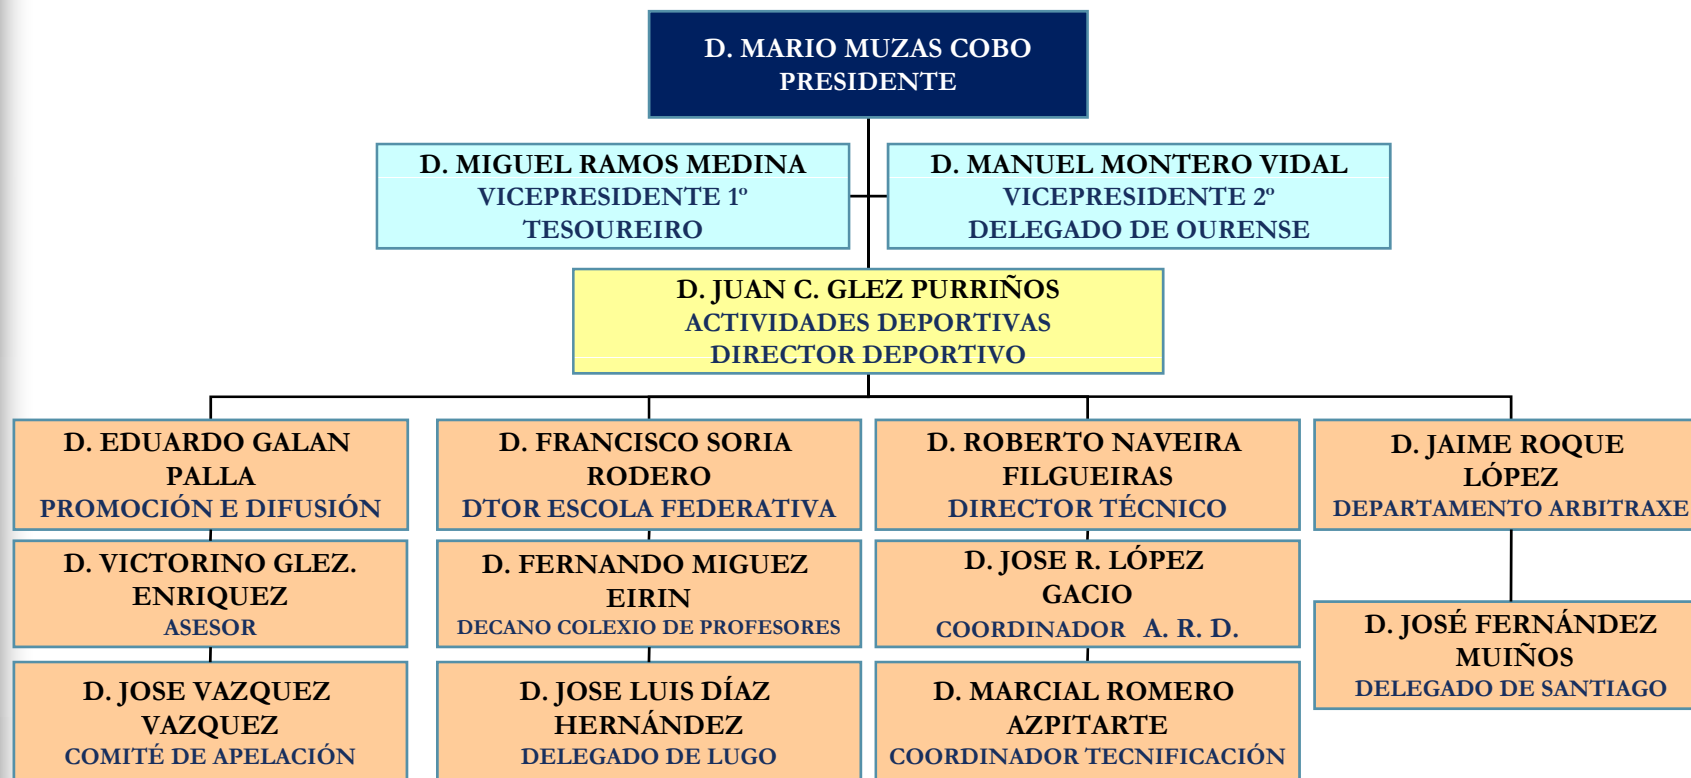 D. MARIO MUZAS COBO
PRESIDENTE
D. MIGUEL RAMOS MEDINA
VICEPRESIDENTE 1º
TESOUREIRO
D. MANUEL MONTERO VIDAL
VICEPRESIDENTE 2º
DELEGADO DE OURENSE
D. JUAN C. GLEZ PURRIÑOS
ACTIVIDADES DEPORTIVAS
DIRECTOR DEPORTIVO
D. EDUARDO GALAN
PALLA
PROMOCIÓN E DIFUSIÓN
D. FRANCISCO SORIA
RODERO
DTOR ESCOLA FEDERATIVA
D. ROBERTO NAVEIRA
FILGUEIRAS
DIRECTOR TÉCNICO
D. JAIME ROQUE
LÓPEZ
DEPARTAMENTO ARBITRAXE
D. VICTORINO GLEZ.
ENRIQUEZ
ASESOR
D. FERNANDO MIGUEZ
EIRIN
DECANO COLEXIO DE PROFESORES
D. JOSE R. LÓPEZ
GACIO
COORDINADOR A. R. D.
D. JOSÉ FERNÁNDEZ
MUIÑOS
DELEGADO DE SANTIAGO
D. JOSE VAZQUEZ
VAZQUEZ
COMITÉ DE APELACIÓN
D. JOSE LUIS DÍAZ
HERNÁNDEZ
DELEGADO DE LUGO
D. MARCIAL ROMERO
AZPITARTE
COORDINADOR TECNIFICACIÓN